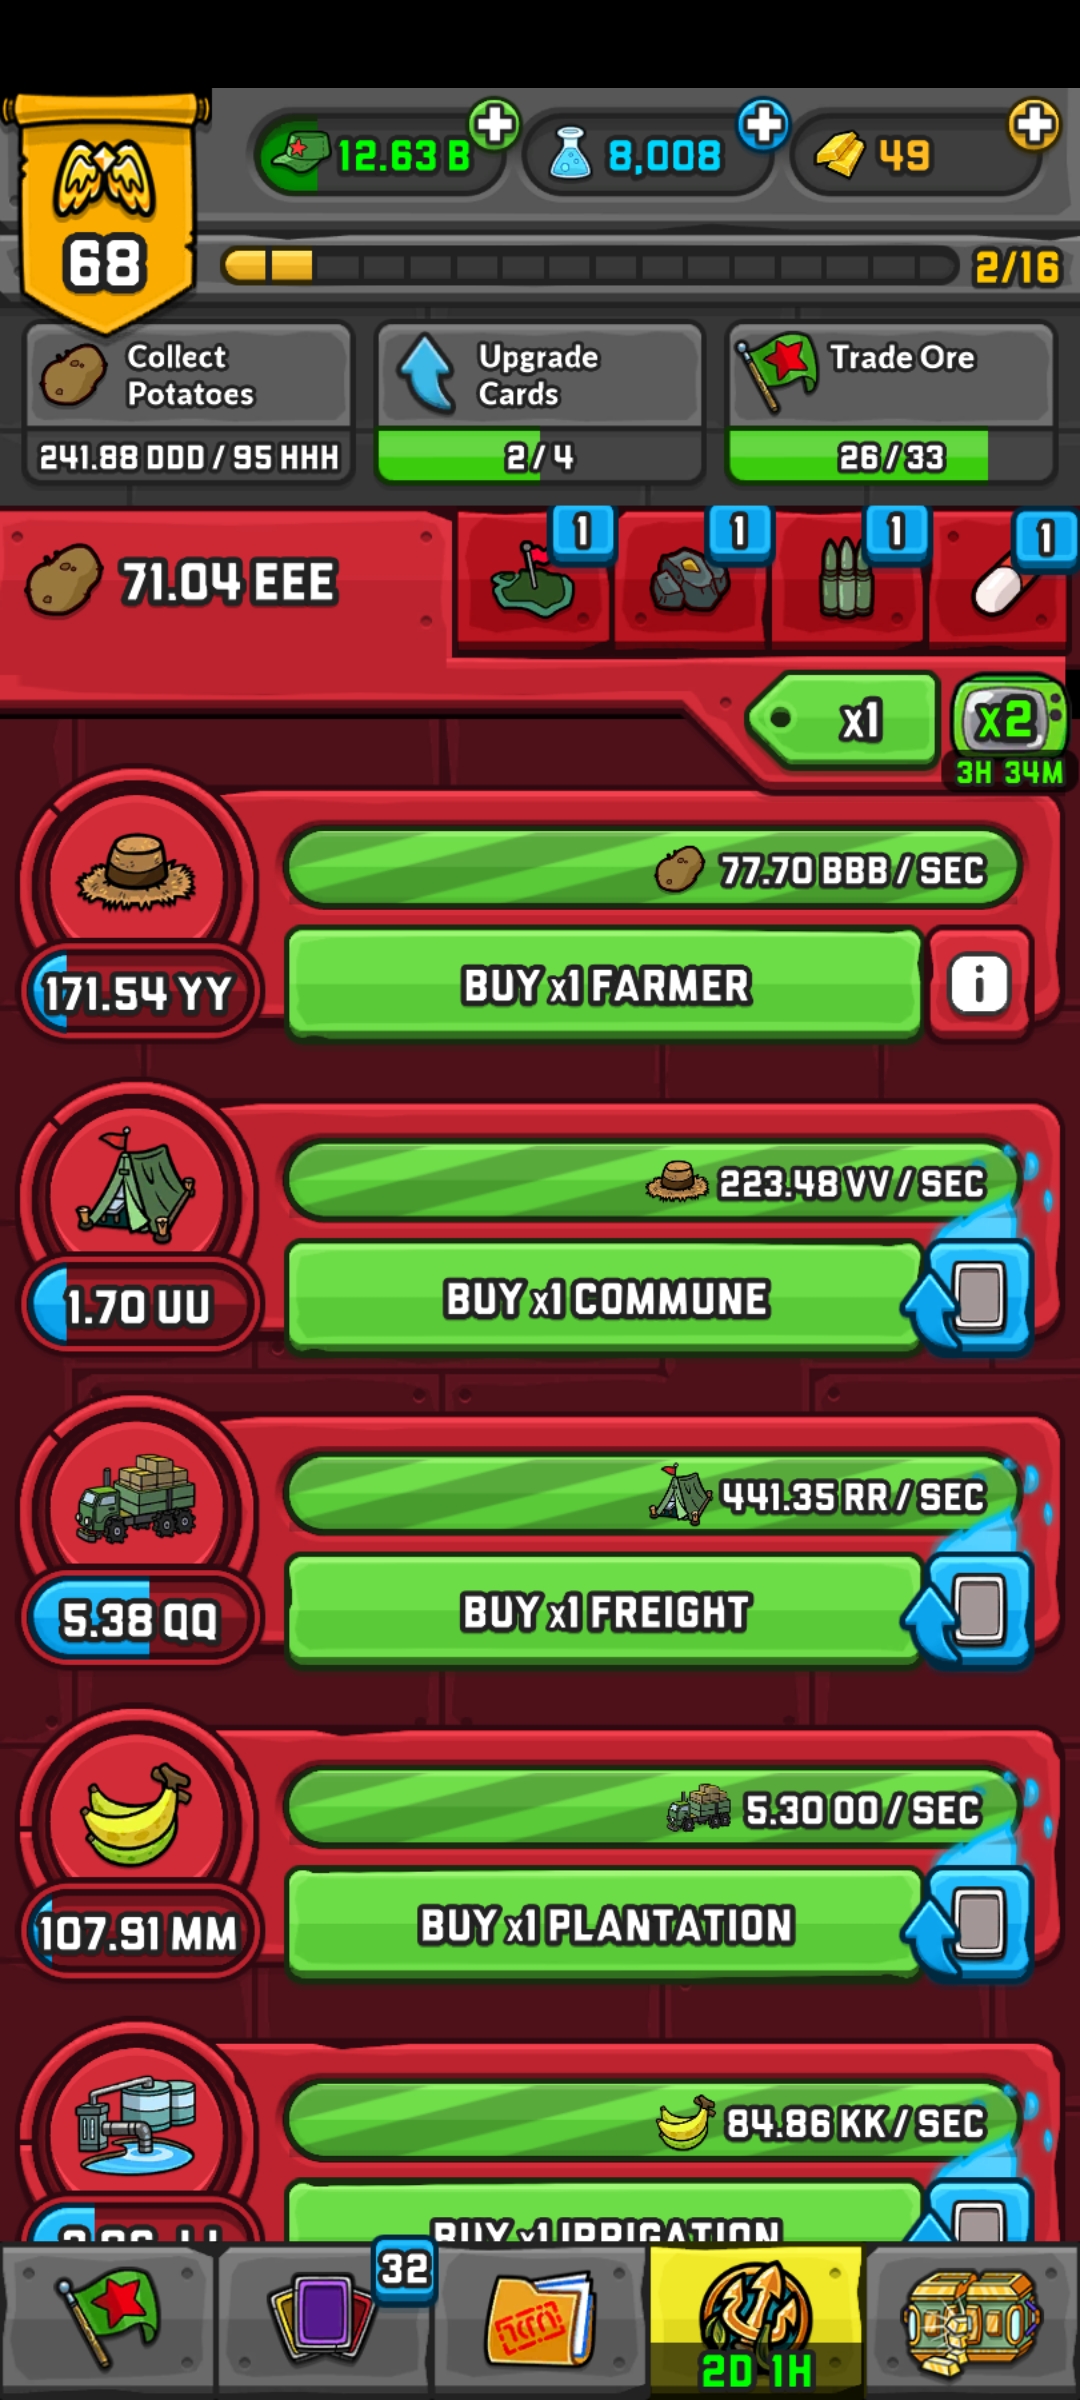 12.63 B
8,008
49
68
2/16
Collect
Potatoes
241.88 DDD / 95 HHH
Upgrade
Cards
2/4
Trade Ore
26/33
71.04 EEE
1
1
1
1
x1
x2
3H 34M
77.70 BBB / SEC
171.54 YY
BUY x1 FARMER
i
223.48 VV / SEC
1.70 UU
BUY x1 COMMUNE
441.35 RR / SEC
5.38 QQ
BUY x1 FREIGHT
5.30 OO / SEC
107.91 MM
BUY x1 PLANTATION
84.86 KK / SEC
BUY x1 IRRIGATION
32
2D 1H